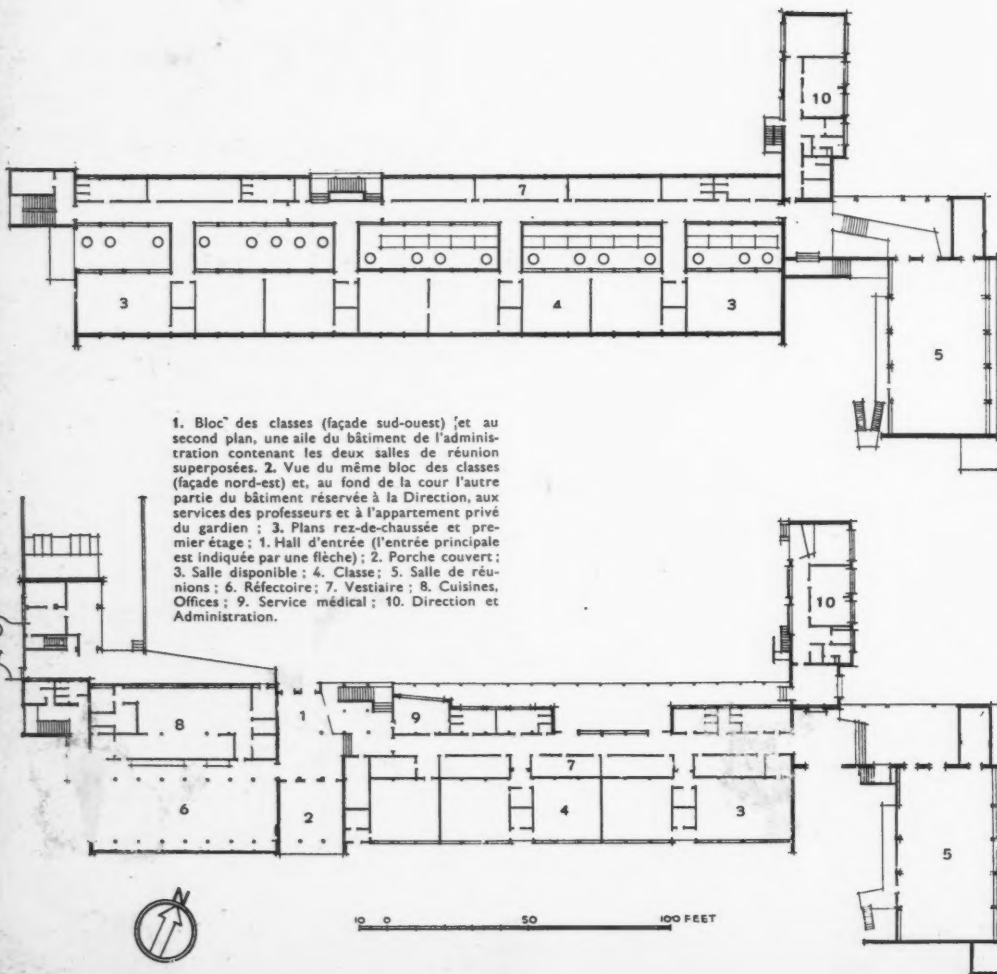 10
7
3
4
3
5
1. Bloc des classes (façade sud-ouest) et au
second plan, une aile du bâtiment de l'adminis-
tration contenant les deux salles de réunion
superposées. 2. Vue du même bloc des classes
(façade nord-est) et, au fond de la cour l'autre
partie du bâtiment réservée à la Direction, aux
services des professeurs et à l'appartement privé
du gardien ; 3. Plans rez-de-chaussée et pre-
mier étage ; 1. Hall d'entrée (l'entrée principale
est indiquée par une flèche) ; 2. Porche couvert ;
3. Salle disponible ; 4. Classe ; 5. Salle de réu-
nions ; 6. Réfectoire ; 7. Vestiaire ; 8. Cuisines,
Offices ; 9. Service médical ; 10. Direction et
Administration.
10
8
1
9
7
6
2
4
3
5
N
10 0 50 100 FEET